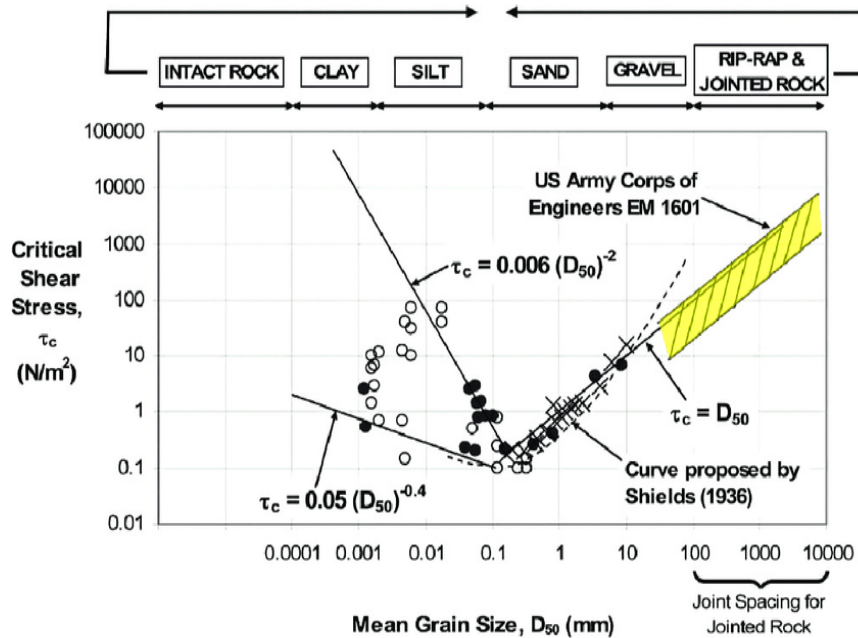 INTACT ROCK
CLAY
SILT
SAND
GRAVEL
RIP-RAP &
JOINTED ROCK
100000
10000
1000
100
10
1
0.1
0.01
Critical
Shear
Stress,
τc
(N/m²)
US Army Corps of
Engineers EM 1601
τc = 0.006 (D50)⁻²
τc = D50
Curve proposed by
Shields (1936)
τc = 0.05 (D50)⁻⁰·⁴
0.0001 0.001 0.01 0.1 1 10 100 1000 10000
Mean Grain Size, D50 (mm)
Joint Spacing for
Jointed Rock